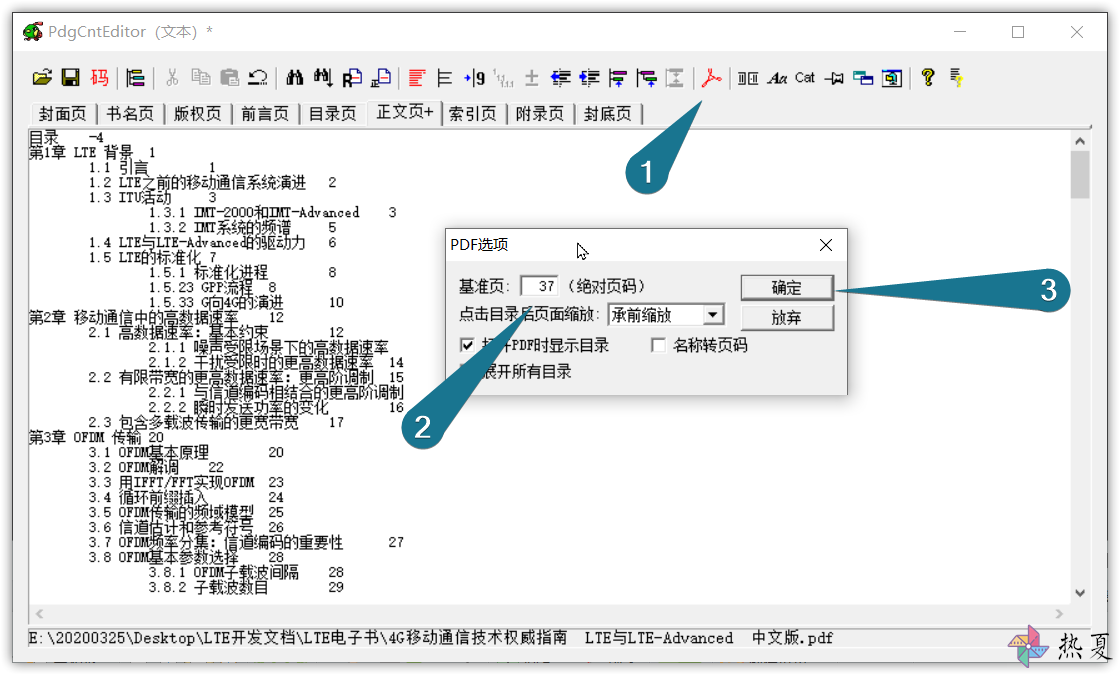 PdgCntEditor (文本) *
码 9 Aa Cat
封面页 书名页 版权页 前言页 目录页 正文页+ 索引页 附录页 封底页
目录 -4
第1章 LTE 背景 1
1.1 引言 1
1.2 LTE之前的移动通信系统演进 2
1.3 ITU活动 3
1.3.1 IMT-2000和IMT-Advanced 3
1.3.2 IMT系统的频谱 5
1.4 LTE与LTE-Advanced的驱动力 6
1.5 LTE的标准化 7
1.5.1 标准化进程 8
1.5.23 GPP流程 8
1.5.33 G向4G的演进 10
第2章 移动通信中的高数据速率 12
2.1 高数据速率: 基本约束 12
2.1.1 噪声受限场景下的高数据速率
2.1.2 干扰受限时的更高数据速率 14
2.2 有限带宽的更高数据速率: 更高阶调制 15
2.2.1 与信道编码相结合的更高阶调制
2.2.2 瞬时发送功率的变化 16
2.3 包含多载波传输的更宽带宽 17
第3章 OFDM 传输 20
3.1 OFDM基本原理 20
3.2 OFDM解调 22
3.3 用IFFT/FFT实现OFDM 23
3.4 循环前缀插入 24
3.5 OFDM传输的频域模型 25
3.6 信道估计和参考符号 26
3.7 OFDM频率分集: 信道编码的重要性 27
3.8 OFDM基本参数选择 28
3.8.1 OFDM子载波间隔 28
3.8.2 子载波数目 29
1
PDF选项
基准页: 37 (绝对页码) 确定
3
点击目录后页面缩放: 承前缩放 放弃
PDF时显示目录 名称转页码
展开所有目录
2
E:\20200325\Desktop\LTE开发文档\LTE电子书\4G移动通信技术权威指南 LTE与LTE-Advanced 中文版.pdf
热夏